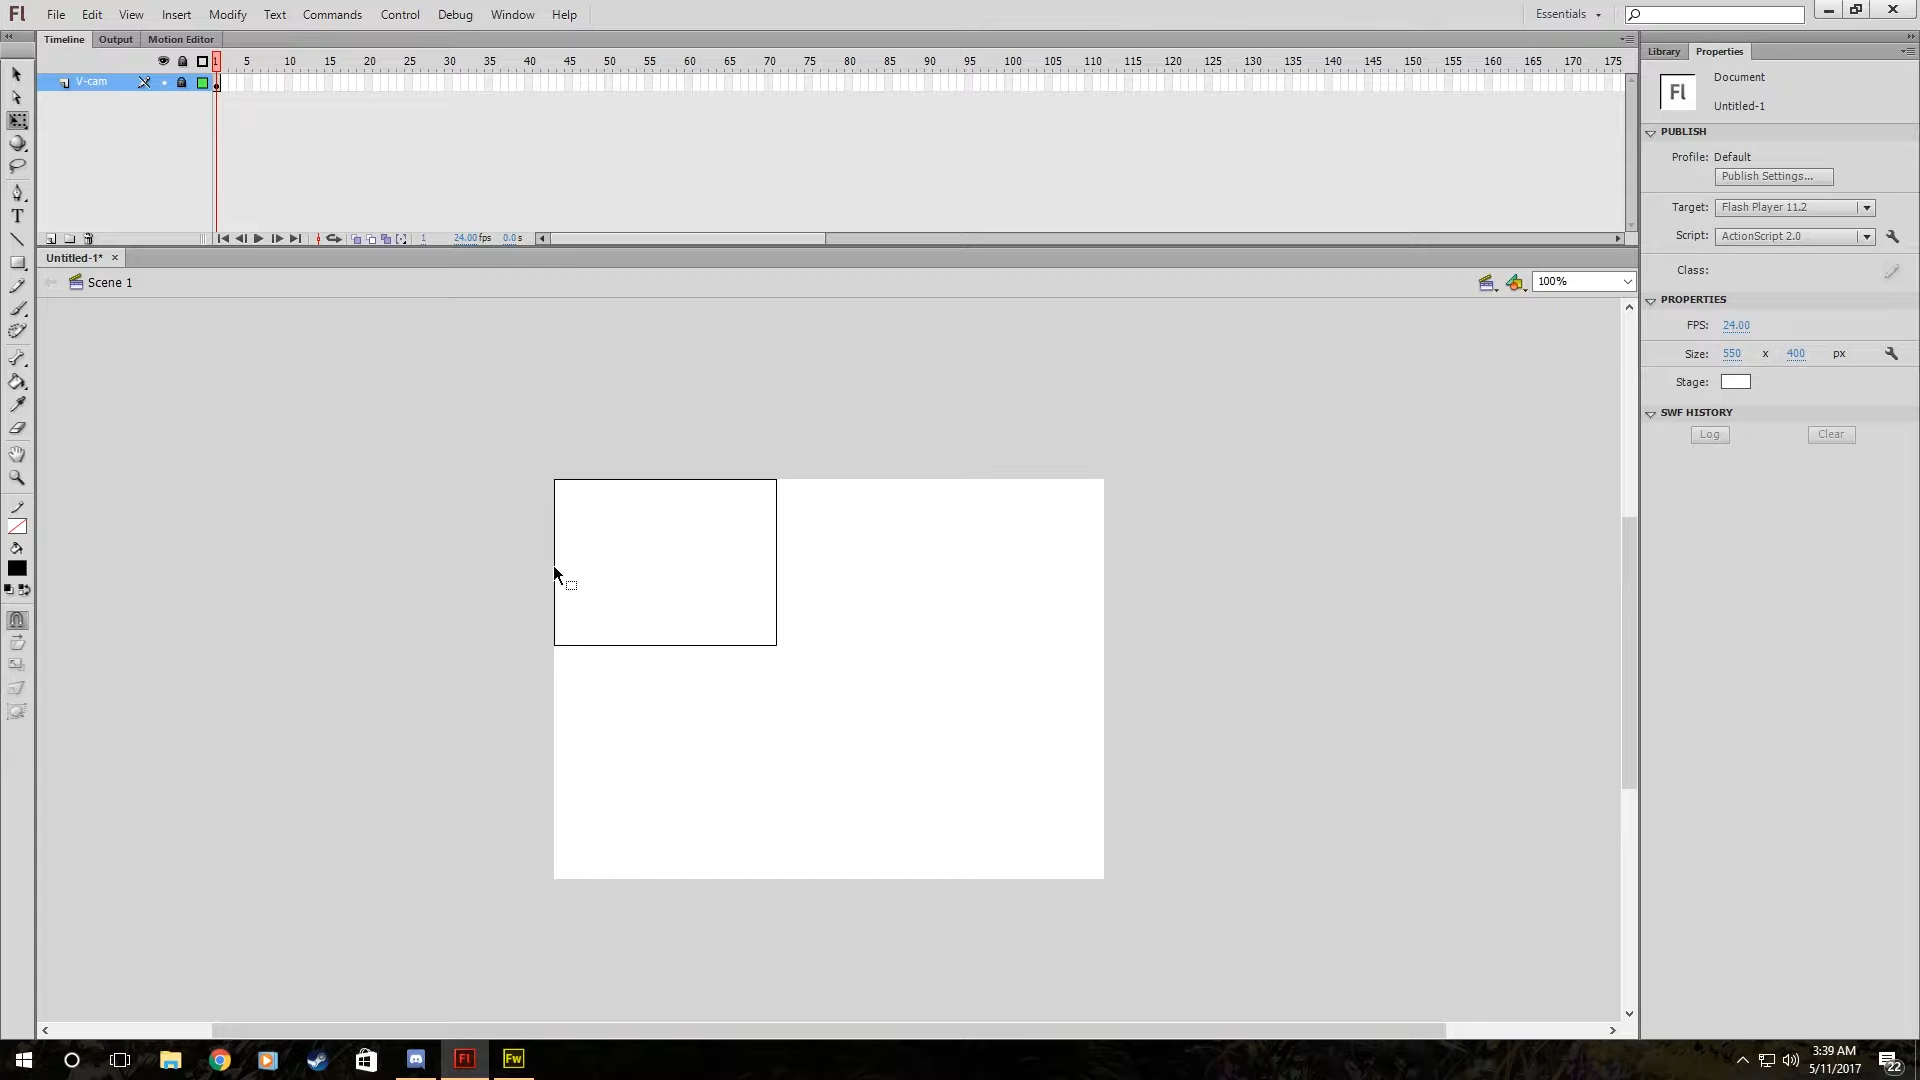 Fl File Edit View Insert Modify Text Commands Control Debug Window Help Essentials
Timeline Output Motion Editor
1 5 10 15 20 25 30 35 40 45 50 55 60 65 70 75 80 85 90 95 100 105 110 115 120 125 130 135 140 145 150 155 160 165 170 175
V-cam
1 24.00 fps 0.0 s
Untitled-1*
Scene 1
100%
T
Library Properties
Fl
Document
Untitled-1
PUBLISH
Profile: Default
Publish Settings...
Target: Flash Player 11.2
Script: ActionScript 2.0
Class:
PROPERTIES
FPS: 24.00
Size: 550 x 400 px
Stage:
SWF HISTORY
Log Clear
Fl Fw
3:39 AM
5/11/2017
22